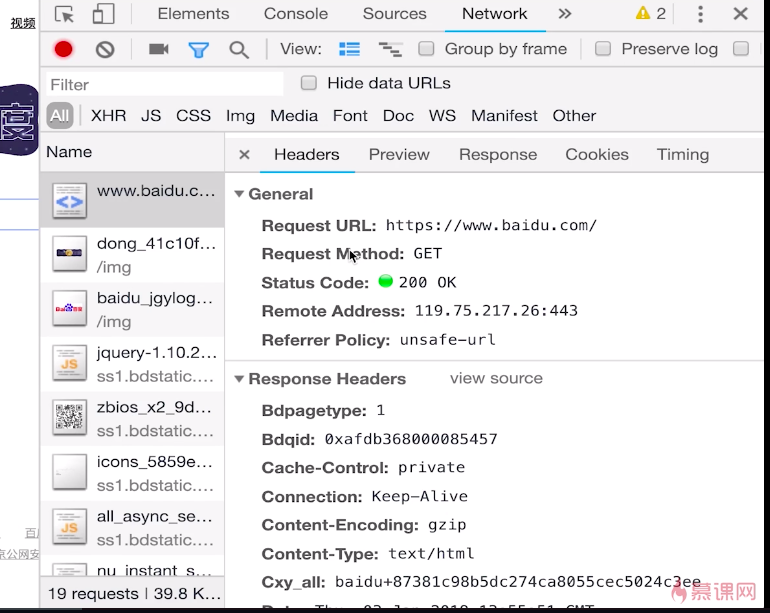 视频
Elements Console Sources Network 2
View: Group by frame Preserve log
Filter Hide data URLs
All XHR JS CSS Img Media Font Doc WS Manifest Other
Name
www.baidu.c...
dong_41c10f...
/img
baidu_jgylog...
/img
jquery-1.10.2...
ss1.bdstatic....
zbios_x2_9d...
ss1.bdstatic....
icons_5859e...
ss1.bdstatic....
all_async_se...
ss1.bdstatic....
nu_instant_s...
19 requests | 39.8 K...
Headers Preview Response Cookies Timing
General
Request URL: https://www.baidu.com/
Request Method: GET
Status Code: 200 OK
Remote Address: 119.75.217.26:443
Referrer Policy: unsafe-url
Response Headers view source
Bdpagetype: 1
Bdqid: 0xafdb368000085457
Cache-Control: private
Connection: Keep-Alive
Content-Encoding: gzip
Content-Type: text/html
Cxy_all: baidu+87381c98b5dc274ca8055cec5024c3ee
慕课网
度
京公网安